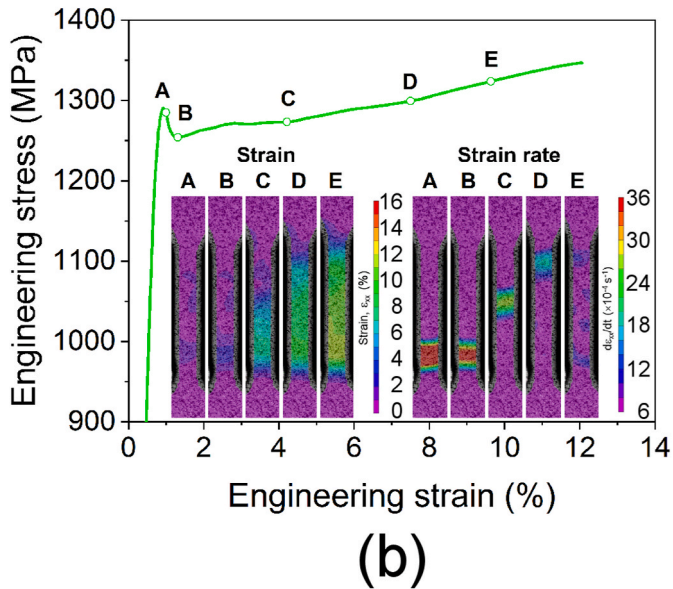 1400
1300
1200
1100
1000
900
Engineering stress (MPa)
A
B
C
D
E
Strain
A B C D E
16
14
12
10
8
6
4
2
0
Strain, εxx (%)
Strain rate
A B C D E
36
30
24
18
12
6
dεxx/dt (×10⁻⁴ s⁻¹)
0 2 4 6 8 10 12 14
Engineering strain (%)
(b)